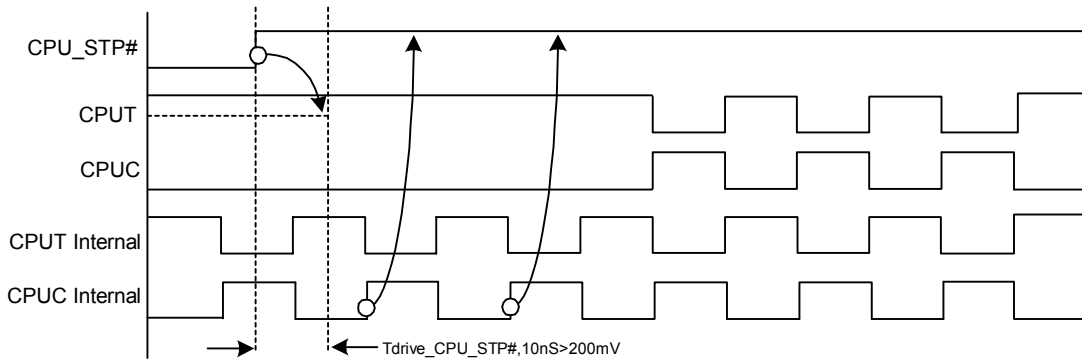 CPU_STP#
CPUT
CPUC
CPUT Internal
CPUC Internal
Tdrive_CPU_STP#,10nS>200mV